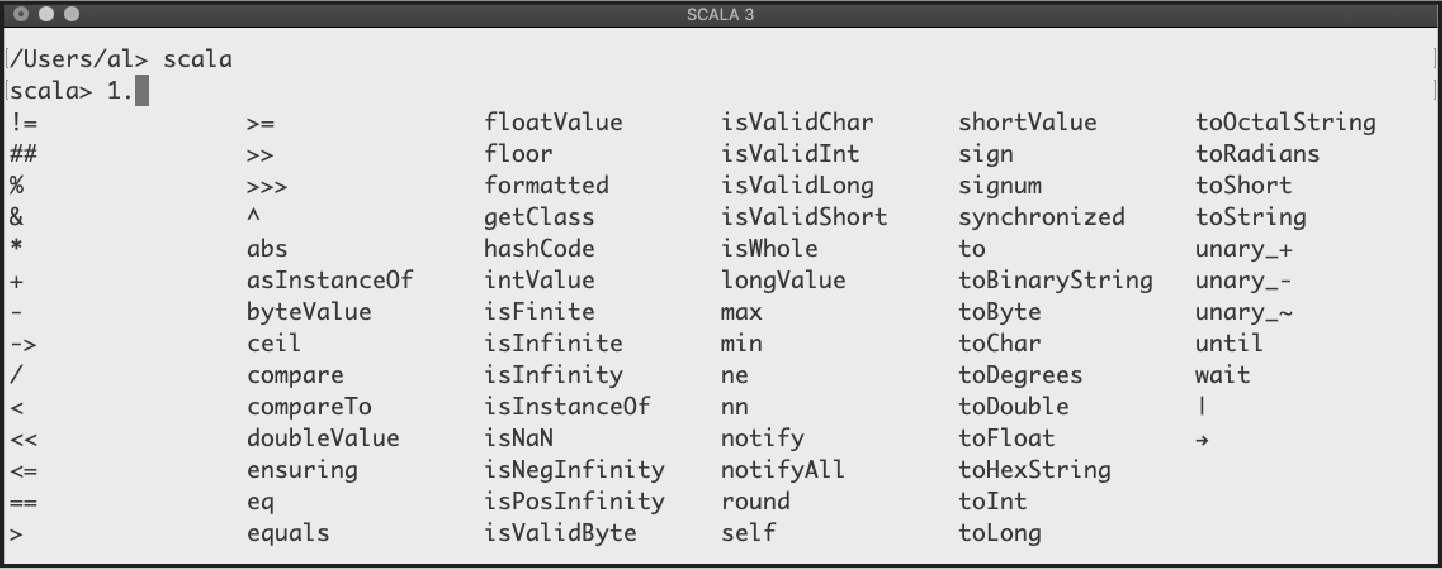 SCALA 3
/Users/al> scala
scala> 1.
!= >= floatValue isValidChar shortValue toOctalString
## >> floor isValidInt sign toRadians
% >>> formatted isValidLong signum toShort
& ^ getClass isValidShort synchronized toString
* abs hashCode isWhole to unary_+
+ asInstanceOf intValue longValue toBinaryString unary_-
- byteValue isFinite max toByte unary_~
-> ceil isInfinite min toChar until
/ compare isInfinity ne toDegrees wait
< compareTo isInstanceOf nn toDouble |
<< doubleValue isNaN notify toFloat →
<= ensuring isNegInfinity notifyAll toHexString
== eq isPosInfinity round toInt
> equals isValidByte self toLong